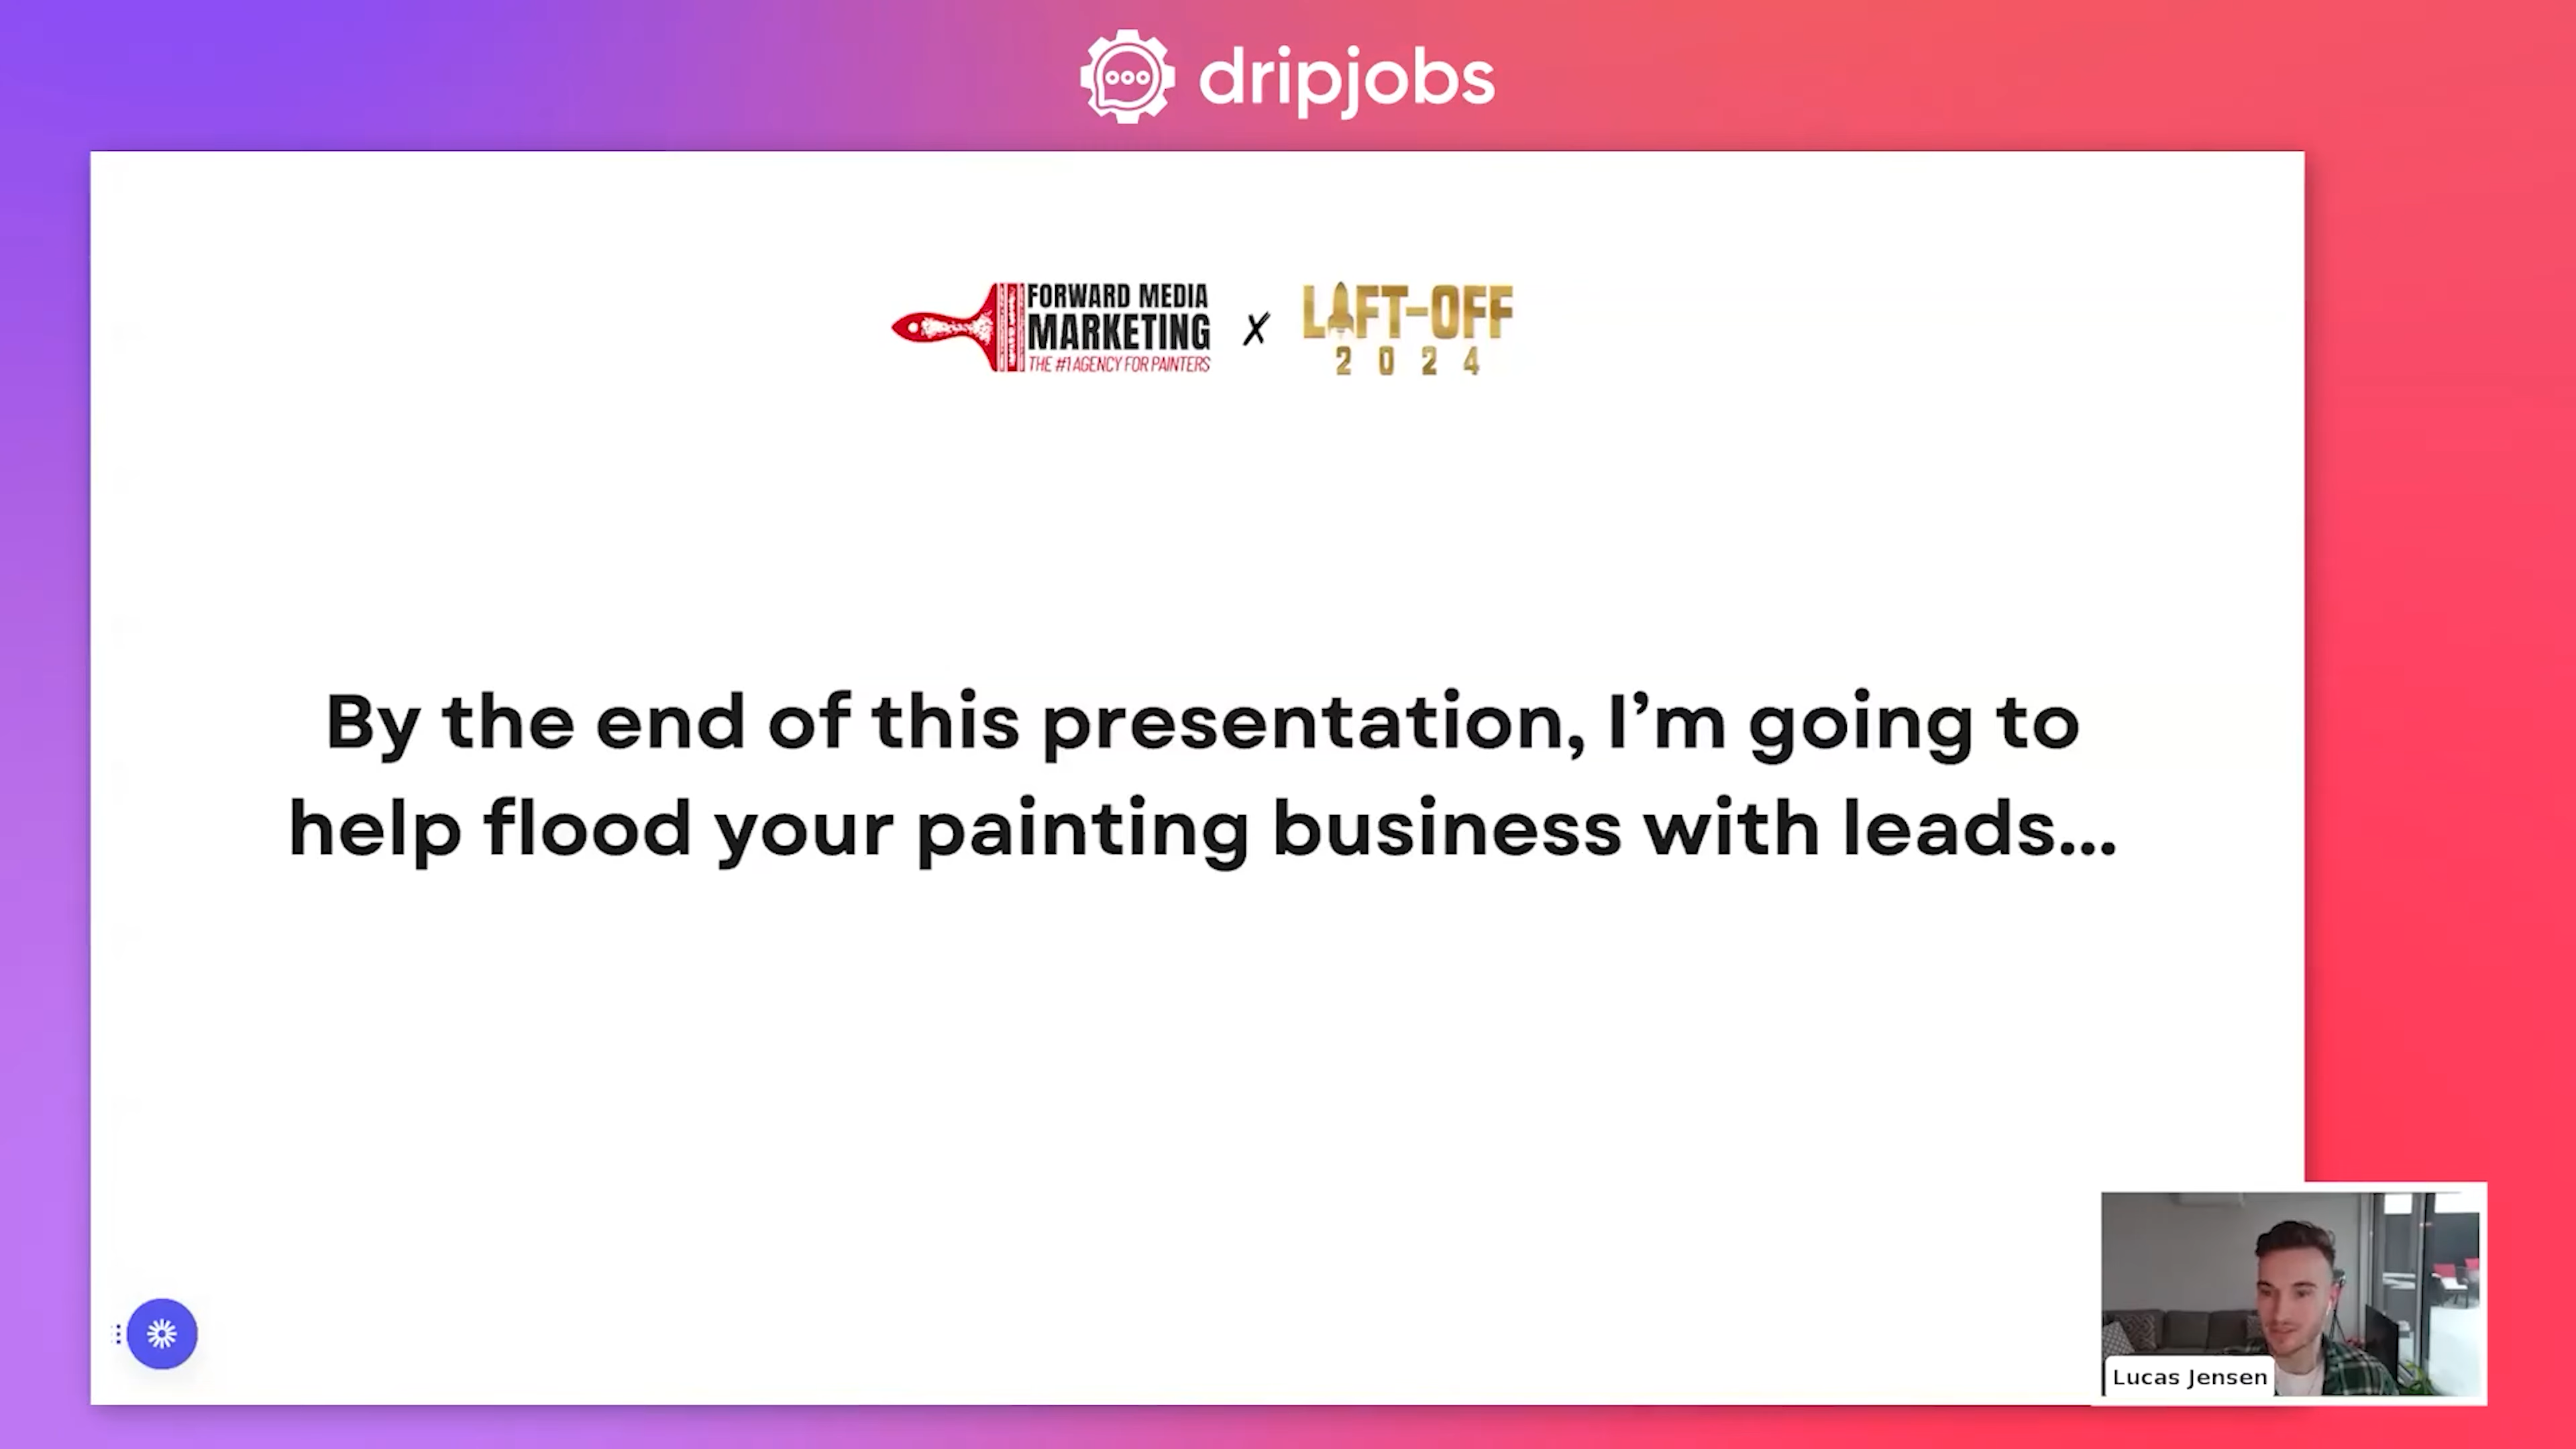 dripjobs
FORWARD MEDIA
MARKETING
THE #1 AGENCY FOR PAINTERS
X
LIFT-OFF
2024
By the end of this presentation, I’m going to
help flood your painting business with leads...
Lucas Jensen